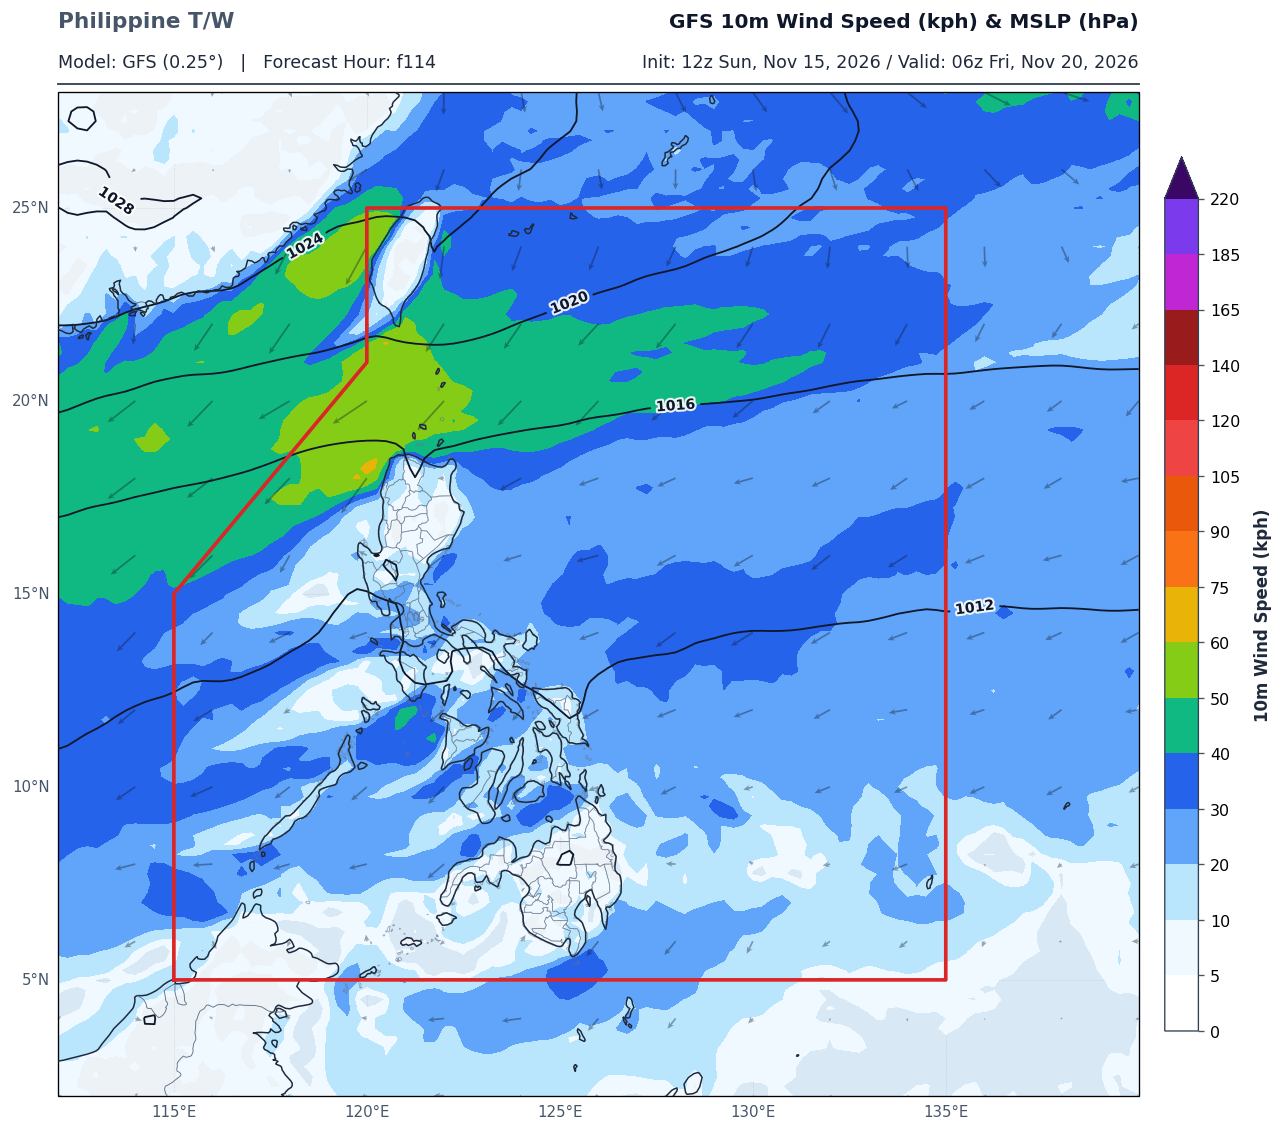 Philippine T/W
GFS 10m Wind Speed (kph) & MSLP (hPa)
Model: GFS (0.25°) | Forecast Hour: f114
Init: 12z Sun, Nov 15, 2026 / Valid: 06z Fri, Nov 20, 2026
1028
1024
1020
1016
1012
25°N
20°N
15°N
10°N
5°N
115°E
120°E
125°E
130°E
135°E
220
185
165
140
120
105
90
75
60
50
40
30
20
10
5
0
10m Wind Speed (kph)